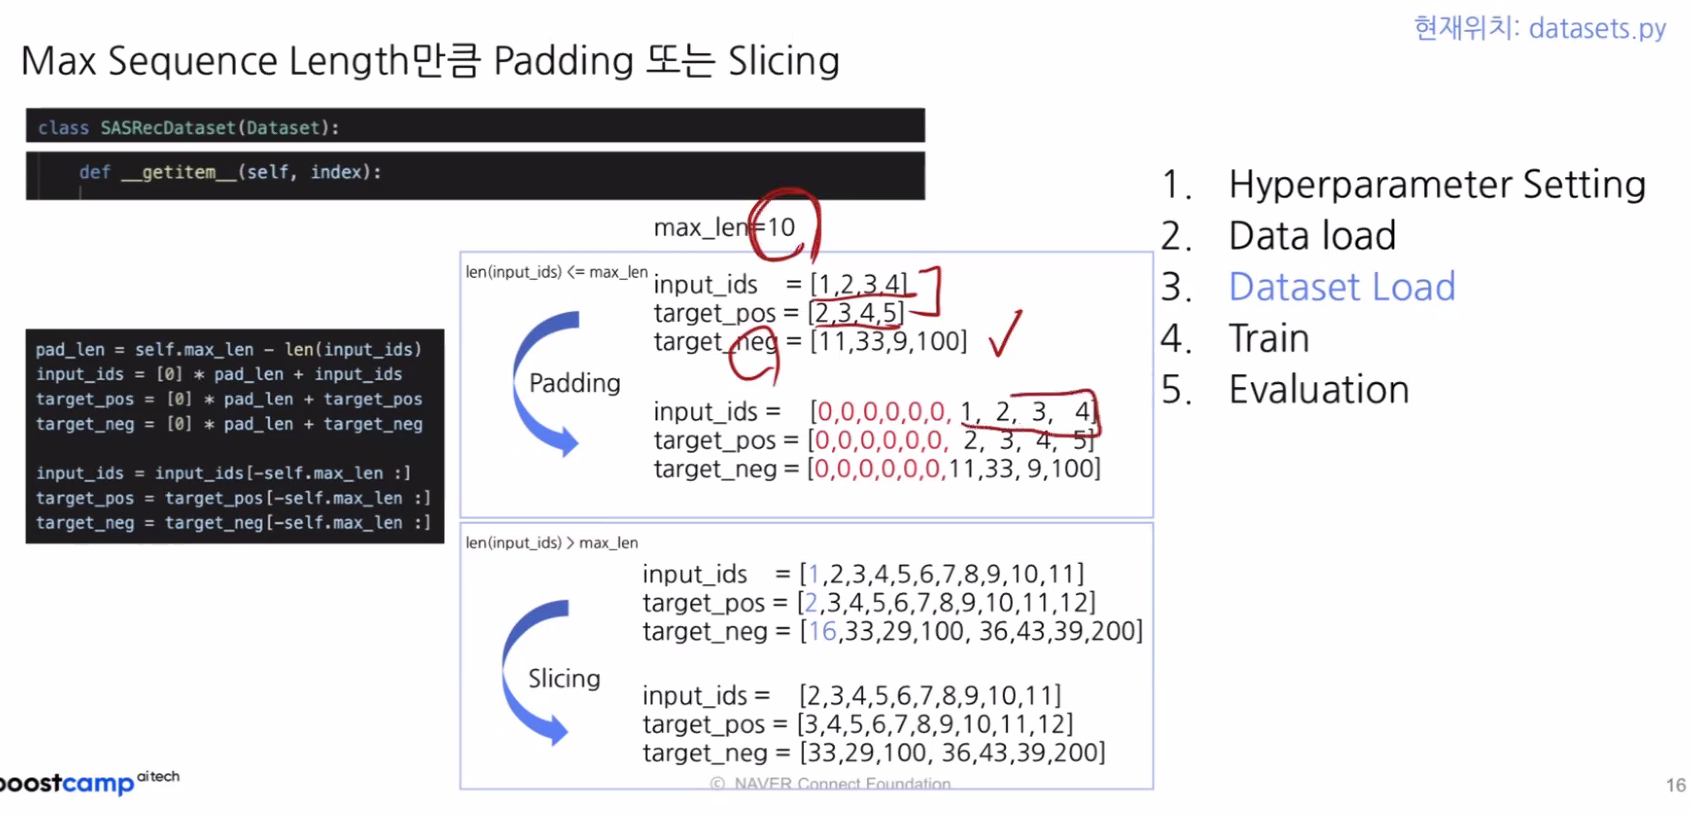 현재위치: datasets.py
Max Sequence Length만큼 Padding 또는 Slicing
class SASRecDataset(Dataset):
def __getitem__(self, index):
max_len=10
len(input_ids) <= max_len
input_ids = [1,2,3,4]
target_pos = [2,3,4,5]
target_neg = [11,33,9,100]
Padding
input_ids = [0,0,0,0,0,0, 1, 2, 3, 4]
target_pos = [0,0,0,0,0,0, 2, 3, 4, 5]
target_neg = [0,0,0,0,0,0,11,33, 9,100]
pad_len = self.max_len - len(input_ids)
input_ids = [0] * pad_len + input_ids
target_pos = [0] * pad_len + target_pos
target_neg = [0] * pad_len + target_neg
input_ids = input_ids[-self.max_len :]
target_pos = target_pos[-self.max_len :]
target_neg = target_neg[-self.max_len :]
len(input_ids) > max_len
input_ids = [1,2,3,4,5,6,7,8,9,10,11]
target_pos = [2,3,4,5,6,7,8,9,10,11,12]
target_neg = [16,33,29,100, 36,43,39,200]
Slicing
input_ids = [2,3,4,5,6,7,8,9,10,11]
target_pos = [3,4,5,6,7,8,9,10,11,12]
target_neg = [33,29,100, 36,43,39,200]
1. Hyperparameter Setting
2. Data load
3. Dataset Load
4. Train
5. Evaluation
boostcamp ai tech
ⓒ NAVER Connect Foundation
16